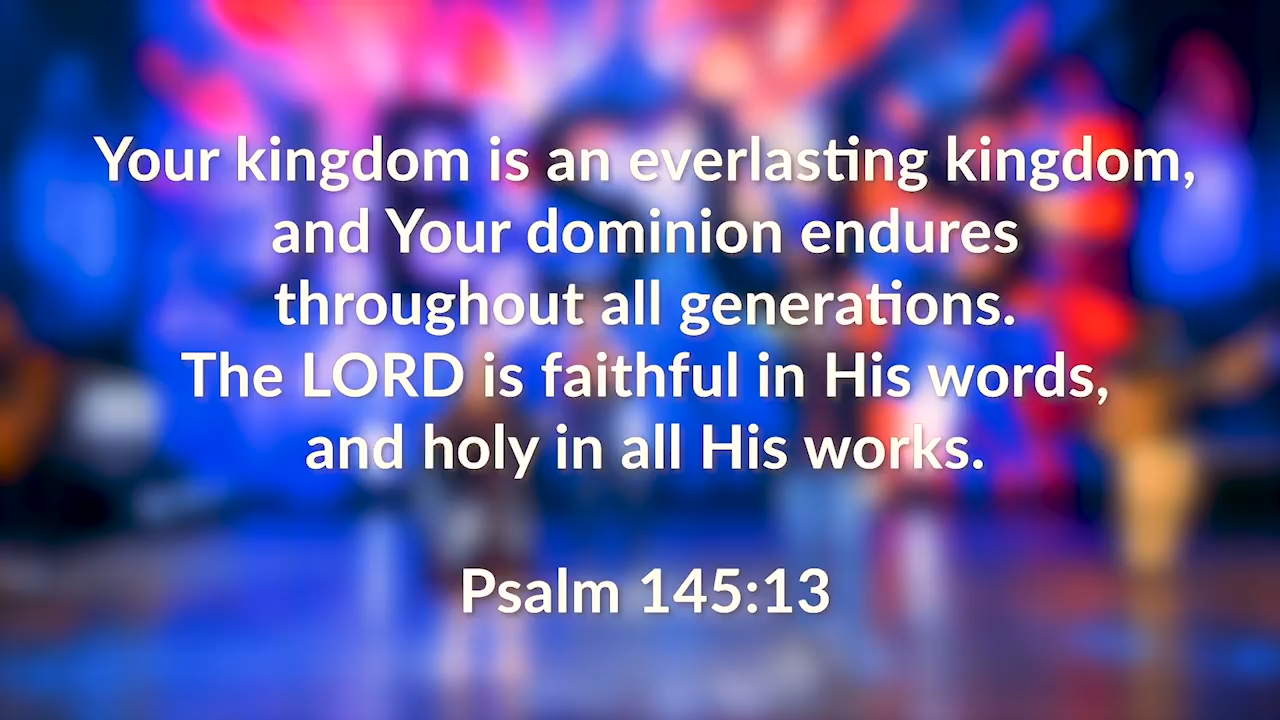 Your kingdom is an everlasting kingdom,
and Your dominion endures
throughout all generations.
The LORD is faithful in His words,
and holy in all His works.
Psalm 145:13